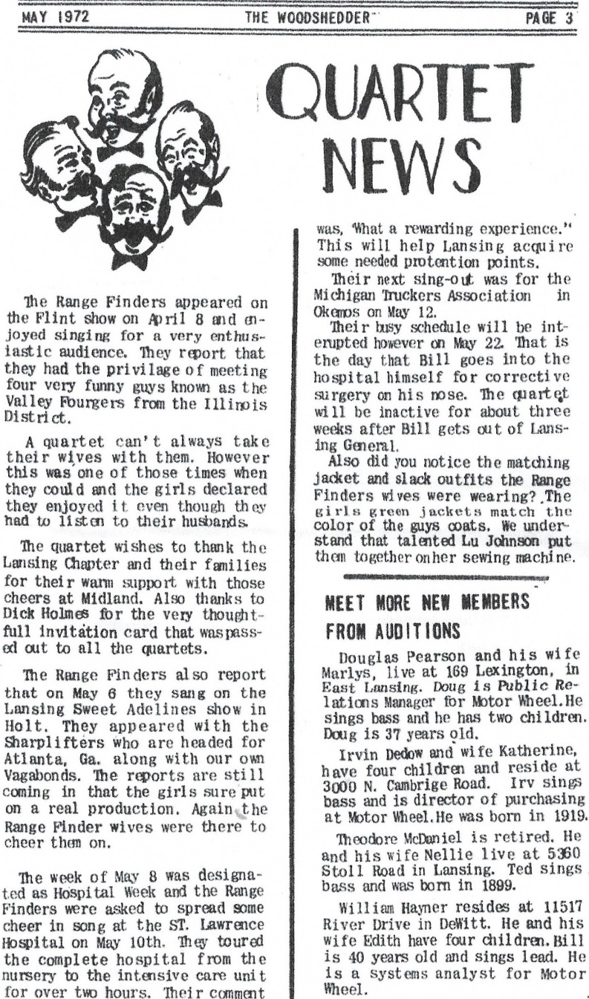 MAY 1972 THE WOODSHEDDER PAGE 3
QUARTET
NEWS
The Range Finders appeared on
the Flint show on April 8 and en-
joyed singing for a very enthus-
iastic audience. They report that
they had the privilage of meeting
four very funny guys known as the
Valley Fourgers from the Illinois
District.
A quartet can't always take
their wives with them. However
this was one of those times when
they could and the girls declared
they enjoyed it even though they
had to listen to their husbands.
The quartet wishes to thank the
Lansing Chapter and their families
for their warm support with those
cheers at Midland. Also thanks to
Dick Holmes for the very thought-
full invitation card that was pass-
ed out to all the quartets.
The Range Finders also report
that on May 6 they sang on the
Lansing Sweet Adelines show in
Holt. They appeared with the
Sharplifters who are headed for
Atlanta, Ga. along with our own
Vagabonds. The reports are still
coming in that the girls sure put
on a real production. Again the
Range Finder wives were there to
cheer them on.
The week of May 8 was designa-
ted as Hospital Week and the Range
Finders were asked to spread some
cheer in song at the ST. Lawrence
Hospital on May 10th. They toured
the complete hospital from the
nursery to the intensive care unit
for over two hours. Their comment
was, "What a rewarding experience."
This will help Lansing acquire
some needed protention points.
Their next sing-out was for the
Michigan Truckers Association in
Okemos on May 12.
Their busy schedule will be int-
erupted however on May 22. That is
the day that Bill goes into the
hospital himself for corrective
surgery on his nose. The quartet
will be inactive for about three
weeks after Bill gets out of Lans-
ing General.
Also did you notice the matching
jacket and slack outfits the Range
Finders wives were wearing? The
girls green jackets match the
color of the guys coats. We under-
stand that talented Lu Johnson put
them together on her sewing machine.
MEET MORE NEW MEMBERS
FROM AUDITIONS
Douglas Pearson and his wife
Marlys, live at 169 Lexington, in
East Lansing. Doug is Public Re-
lations Manager for Motor Wheel. He
sings bass and he has two children.
Doug is 37 years old.
Irvin Dedow and wife Katherine,
have four children and reside at
3000 N. Cambrige Road. Irv sings
bass and is director of purchasing
at Motor Wheel. He was born in 1919.
Theodore McDaniel is retired. He
and his wife Nellie live at 5360
Stoll Road in Lansing. Ted sings
bass and was born in 1899.
William Hayner resides at 11517
River Drive in DeWitt. He and his
wife Edith have four children. Bill
is 40 years old and sings lead. He
is a systems analyst for Motor
Wheel.